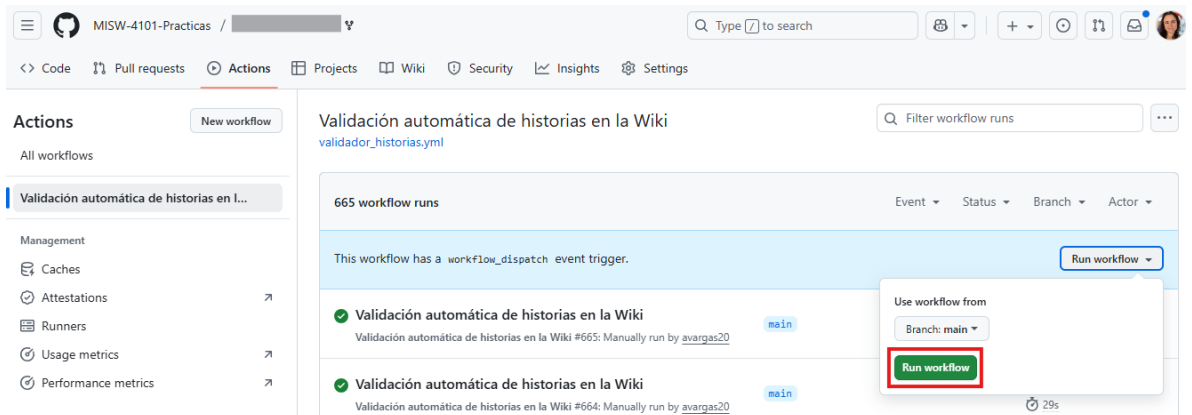 MISW-4101-Practicas /
Type / to search
Code Pull requests Actions Projects Wiki Security Insights Settings
Actions
New workflow
All workflows
Validación automática de historias en l...
Management
Caches
Attestations
Runners
Usage metrics
Performance metrics
Validación automática de historias en la Wiki
validador_historias.yml
Filter workflow runs
665 workflow runs
Event Status Branch Actor
This workflow has a workflow_dispatch event trigger.
Run workflow
Use workflow from
Branch: main
Run workflow
Validación automática de historias en la Wiki
Validación automática de historias en la Wiki #665: Manually run by avargas20
main
Validación automática de historias en la Wiki
Validación automática de historias en la Wiki #664: Manually run by avargas20
main
29s